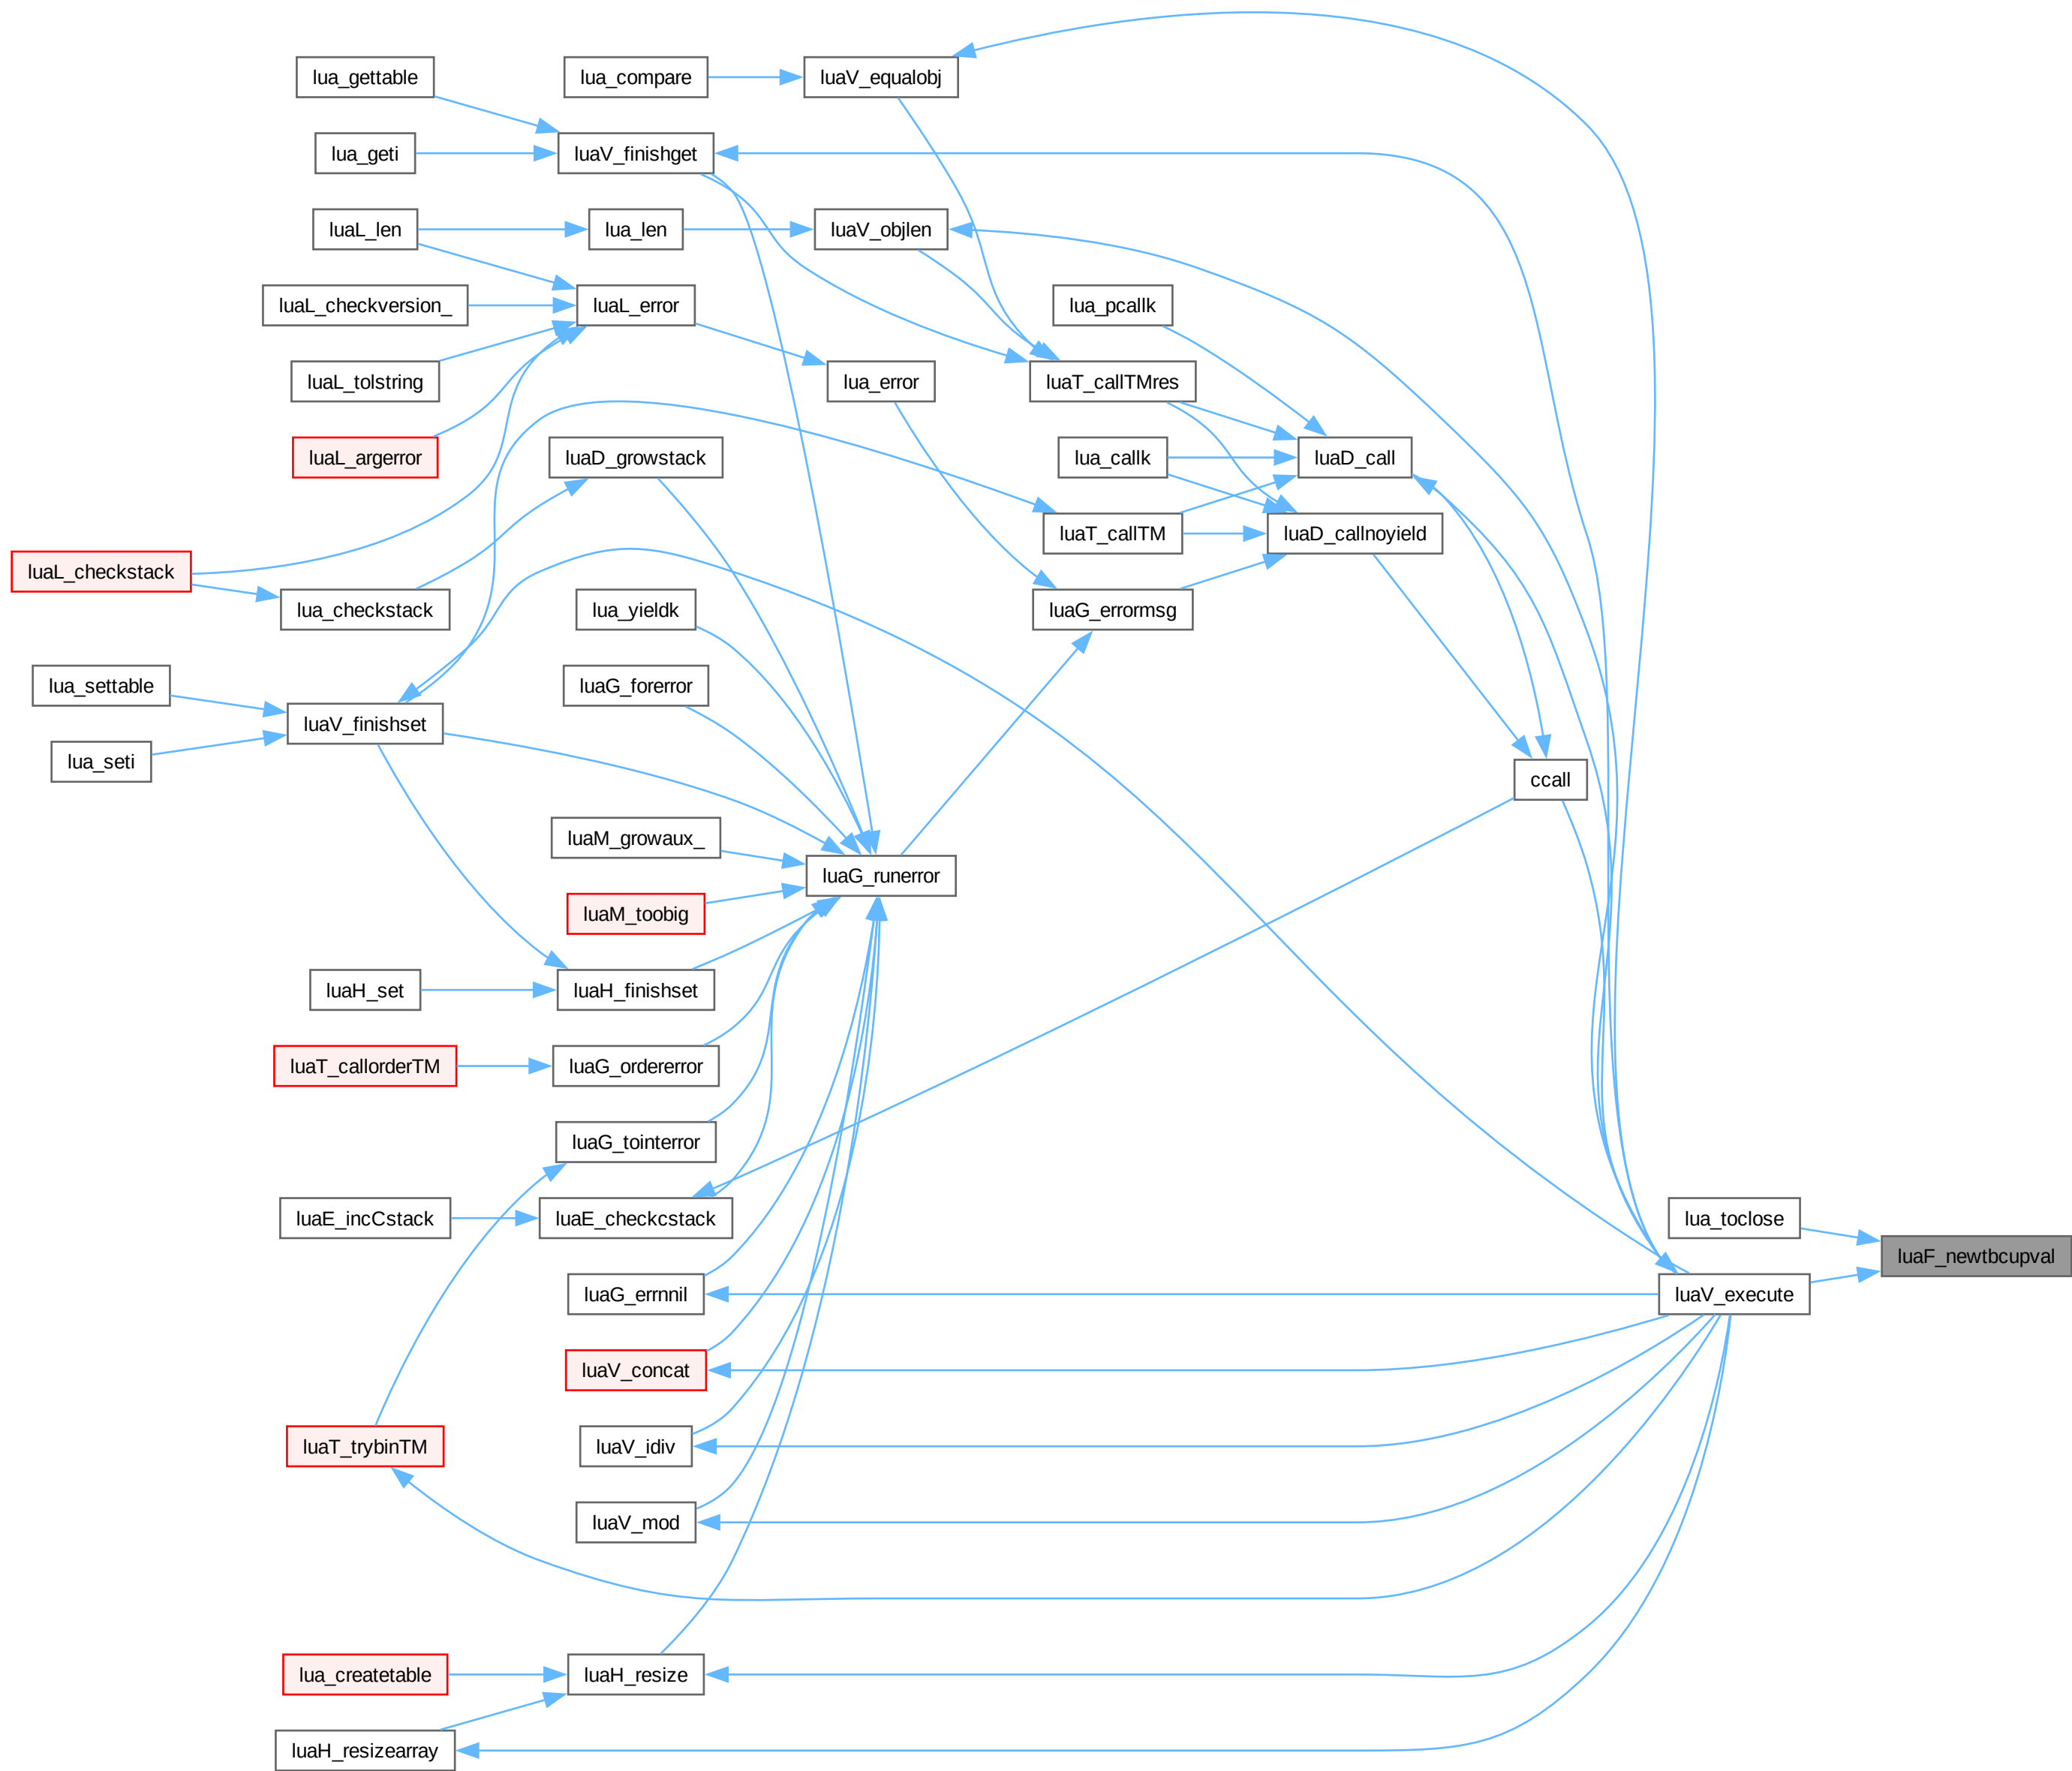 lua_gettable
lua_compare
luaV_equalobj
lua_geti
luaV_finishget
luaL_len
lua_len
luaV_objlen
luaL_checkversion_
luaL_error
lua_pcallk
luaL_tolstring
lua_error
luaT_callTMres
luaL_argerror
luaD_growstack
lua_callk
luaD_call
luaT_callTM
luaD_callnoyield
luaL_checkstack
lua_checkstack
lua_yieldk
luaG_errormsg
lua_settable
luaG_forerror
luaV_finishset
lua_seti
ccall
luaM_growaux_
luaG_runerror
luaM_toobig
luaH_set
luaH_finishset
luaT_callorderTM
luaG_ordererror
luaG_tointerror
luaE_incCstack
luaE_checkcstack
lua_toclose
luaF_newtbcupval
luaG_errnnil
luaV_execute
luaV_concat
luaT_trybinTM
luaV_idiv
luaV_mod
lua_createtable
luaH_resize
luaH_resizearray